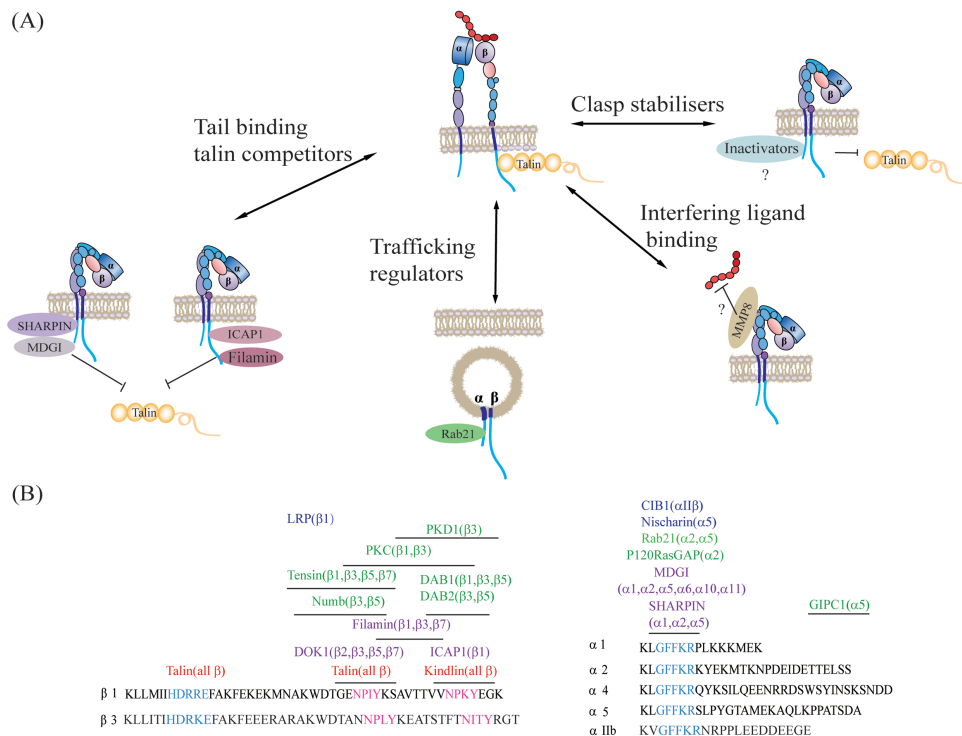 (A)
α
β
Clasp stabilisers
α
β
Tail binding
talin competitors
Talin
Inactivators
Talin
?
Interfering ligand
binding
Trafficking
regulators
α
β
α
β
SHARPIN
MDGI
ICAP1
Filamin
?
MMP8
α
β
Talin
α β
Rab21
(B)
LRP(β1)
PKD1(β3)
PKC(β1,β3)
Tensin(β1,β3,β5,β7)
DAB1(β1,β3,β5)
DAB2(β3,β5)
Numb(β3,β5)
Filamin(β1,β3,β7)
DOK1(β2,β3,β5,β7)
ICAP1(β1)
Talin(all β)
Talin(all β)
Kindlin(all β)
β 1 KLLMIIHDRREFAKFEKEKMNAKWDTGENPIYKSAVTTVVNPKYEGK
β 3 KLLITIHDRKEFAKFEEERARAKWDTANNPLYKEATSTFTNITYRGT
CIB1(αIIβ)
Nischarin(α5)
Rab21(α2,α5)
P120RasGAP(α2)
MDGI
(α1,α2,α5,α6,α10,α11)
SHARPIN
(α1,α2,α5)
GIPC1(α5)
α 1 KLGFFKRPLKKKMEK
α 2 KLGFFKRKYEKMTKNPDEIDETTELSS
α 4 KLGFFKRQYKSILQEENRRDSWSYINSKSNDD
α 5 KLGFFKRSLPYGTAMEKAQLKPPATSDA
α IIb KVGFFKRNRPPLEEDDEEGE